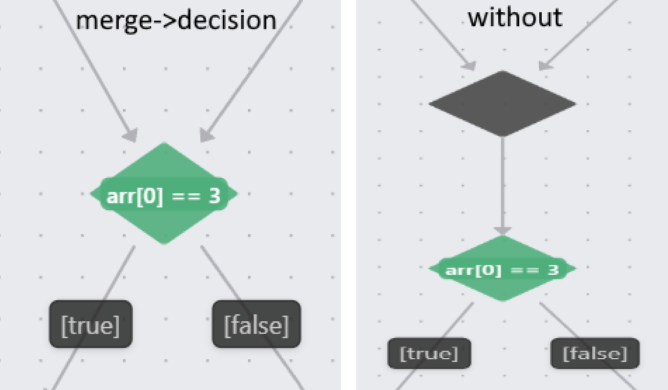 merge->decision
arr[0] == 3
[true]
[false]
without
arr[0] == 3
[true]
[false]